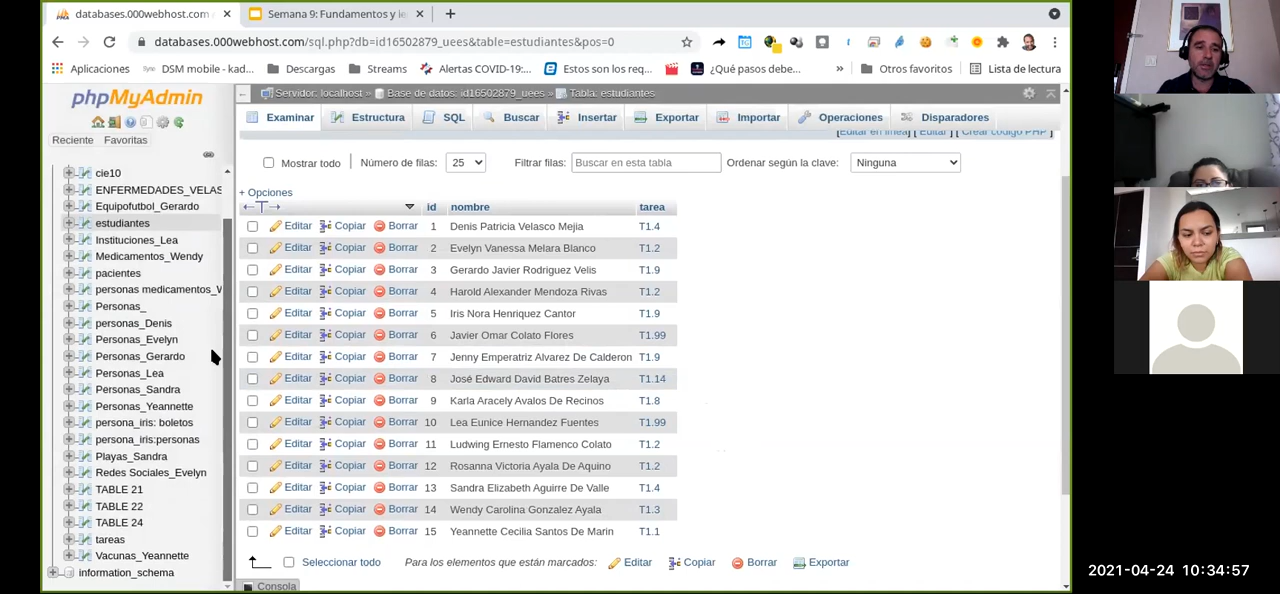 databases.000webhost.com
Semana 9: Fundamentos y le
databases.000webhost.com/sql.php?db=id16502879_uees&table=estudiantes&pos=0
Aplicaciones DSM mobile - kad... Descargas Streams Alertas COVID-9:... Estos son los req... ¿Qué pasos debe... » Otros favoritos Lista de lectura
phpMyAdmin
Reciente Favoritas
cie10
ENFERMEDADES_VELAS
Equipofutbol_Gerardo
estudiantes
Instituciones_Lea
Medicamentos_Wendy
pacientes
personas medicamentos_W
Personas_
personas_Denis
Personas_Evelyn
Personas_Gerardo
Personas_Lea
Personas_Sandra
Personas_Yeannette
persona_iris: boletos
persona_iris:personas
Playas_Sandra
Redes Sociales_Evelyn
TABLE 21
TABLE 22
TABLE 24
tareas
Vacunas_Yeannette
information_schema
Servidor: localhost » Base de datos: id16502879_uees » Tabla: estudiantes
Examinar Estructura SQL Buscar Insertar Exportar Importar Operaciones Disparadores
[Editar en línea] [ Editar ] [ Crear código PHP ]
Mostrar todo Número de filas: 25 Filtrar filas: Buscar en esta tabla Ordenar según la clave: Ninguna
+ Opciones
id nombre tarea
Editar Copiar Borrar 1 Denis Patricia Velasco Mejia T1.4
Editar Copiar Borrar 2 Evelyn Vanessa Melara Blanco T1.2
Editar Copiar Borrar 3 Gerardo Javier Rodriguez Velis T1.9
Editar Copiar Borrar 4 Harold Alexander Mendoza Rivas T1.2
Editar Copiar Borrar 5 Iris Nora Henriquez Cantor T1.9
Editar Copiar Borrar 6 Javier Omar Colato Flores T1.99
Editar Copiar Borrar 7 Jenny Emperatriz Alvarez De Calderon T1.9
Editar Copiar Borrar 8 José Edward David Batres Zelaya T1.14
Editar Copiar Borrar 9 Karla Aracely Avalos De Recinos T1.8
Editar Copiar Borrar 10 Lea Eunice Hernandez Fuentes T1.99
Editar Copiar Borrar 11 Ludwing Ernesto Flamenco Colato T1.2
Editar Copiar Borrar 12 Rosanna Victoria Ayala De Aquino T1.2
Editar Copiar Borrar 13 Sandra Elizabeth Aguirre De Valle T1.4
Editar Copiar Borrar 14 Wendy Carolina Gonzalez Ayala T1.3
Editar Copiar Borrar 15 Yeannette Cecilia Santos De Marin T1.1
Seleccionar todo Para los elementos que están marcados: Editar Copiar Borrar Exportar
Consola
2021-04-24 10:34:57